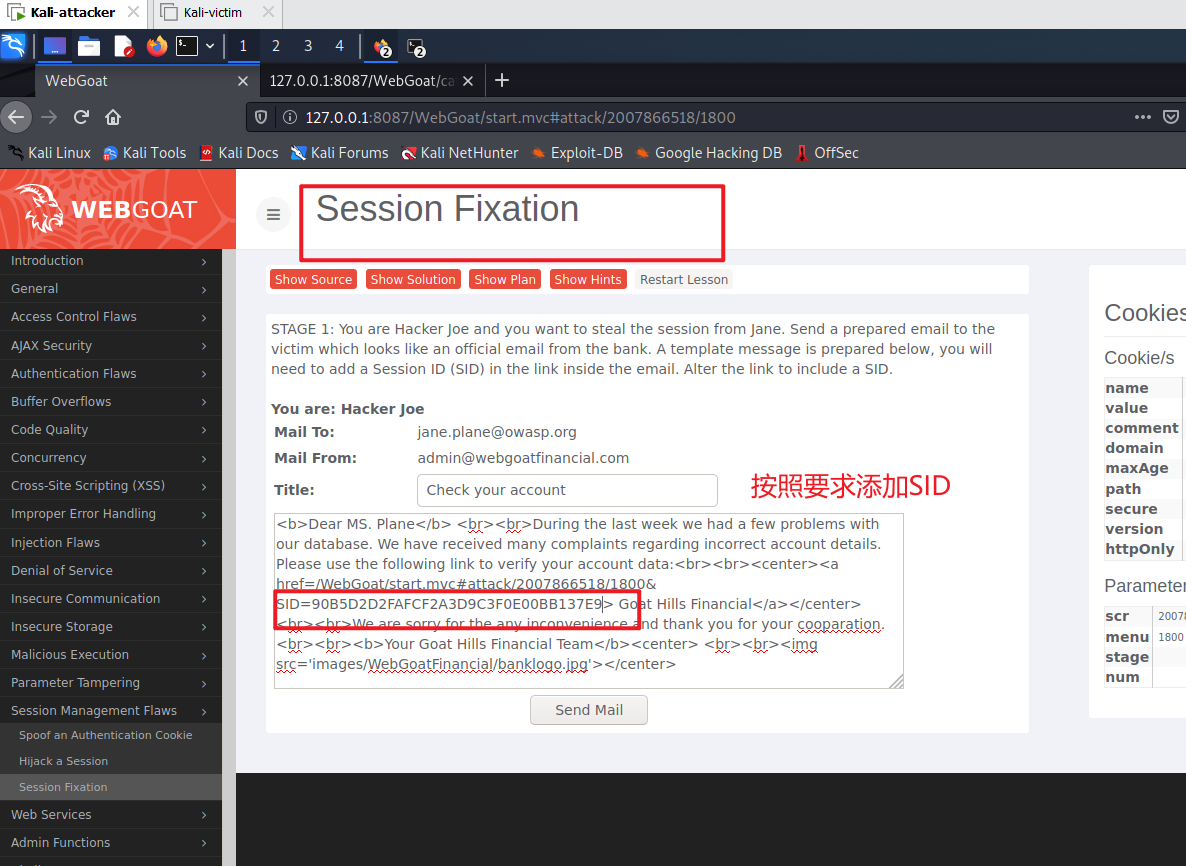 Kali-attacker
Kali-victim
1 2 3 4 2 2
WebGoat
127.0.0.1:8087/WebGoat/ca
127.0.0.1:8087/WebGoat/start.mvc#attack/2007866518/1800
Kali Linux Kali Tools Kali Docs Kali Forums Kali NetHunter Exploit-DB Google Hacking DB OffSec
WEBGOAT
Session Fixation
Introduction
General
Access Control Flaws
AJAX Security
Authentication Flaws
Buffer Overflows
Code Quality
Concurrency
Cross-Site Scripting (XSS)
Improper Error Handling
Injection Flaws
Denial of Service
Insecure Communication
Insecure Storage
Malicious Execution
Parameter Tampering
Session Management Flaws
Spoof an Authentication Cookie
Hijack a Session
Session Fixation
Web Services
Admin Functions
Show Source Show Solution Show Plan Show Hints Restart Lesson
STAGE 1: You are Hacker Joe and you want to steal the session from Jane. Send a prepared email to the
victim which looks like an official email from the bank. A template message is prepared below, you will
need to add a Session ID (SID) in the link inside the email. Alter the link to include a SID.
You are: Hacker Joe
Mail To: jane.plane@owasp.org
Mail From: admin@webgoatfinancial.com
Title: Check your account
按照要求添加SID
<b>Dear MS. Plane</b> <br><br>During the last week we had a few problems with
our database. We have received many complaints regarding incorrect account details.
Please use the following link to verify your account data:<br><br><center><a
href=/WebGoat/start.mvc#attack/2007866518/1800&
SID=90B5D2D2FAFCF2A3D9C3F0E00BB137E9> Goat Hills Financial</a></center>
<br><br>We are sorry for the any inconvenience and thank you for your cooparation.
<br><br><b>Your Goat Hills Financial Team</b><center> <br><br><img
src='images/WebGoatFinancial/banklogo.jpg'></center>
Send Mail
Cookies
Cookie/s
name
value
comment
domain
maxAge
path
secure
version
httpOnly
Parameter
scr 20078
menu 1800
stage
num